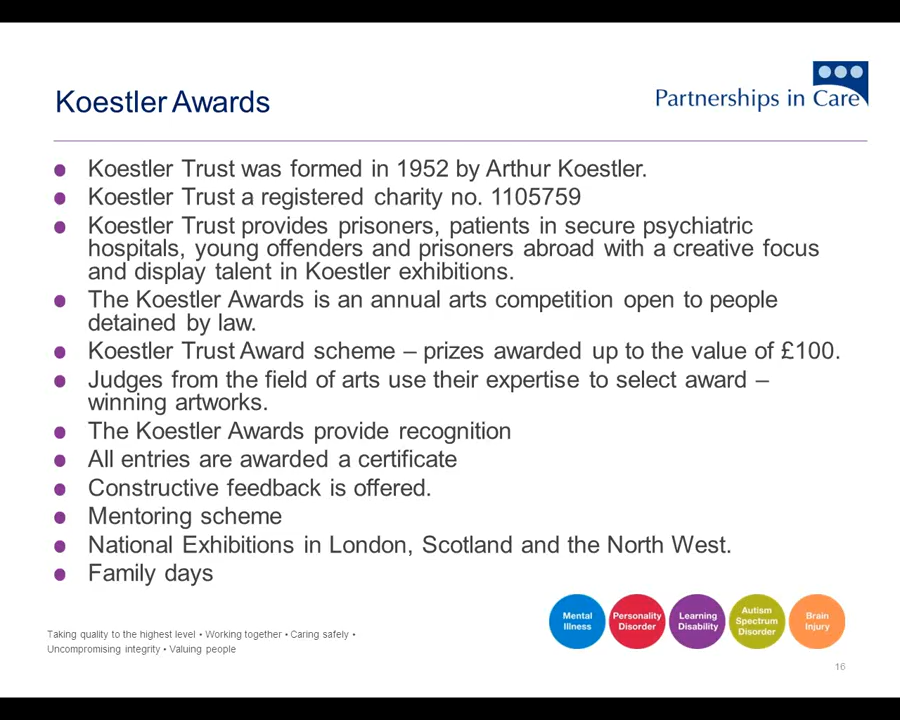 Koestler Awards
Partnerships in Care
Koestler Trust was formed in 1952 by Arthur Koestler.
Koestler Trust a registered charity no. 1105759
Koestler Trust provides prisoners, patients in secure psychiatric
hospitals, young offenders and prisoners abroad with a creative focus
and display talent in Koestler exhibitions.
The Koestler Awards is an annual arts competition open to people
detained by law.
Koestler Trust Award scheme – prizes awarded up to the value of £100.
Judges from the field of arts use their expertise to select award –
winning artworks.
The Koestler Awards provide recognition
All entries are awarded a certificate
Constructive feedback is offered.
Mentoring scheme
National Exhibitions in London, Scotland and the North West.
Family days
Mental
Illness
Personality
Disorder
Learning
Disability
Autism
Spectrum
Disorder
Brain
Injury
Taking quality to the highest level • Working together • Caring safely •
Uncompromising integrity • Valuing people
16